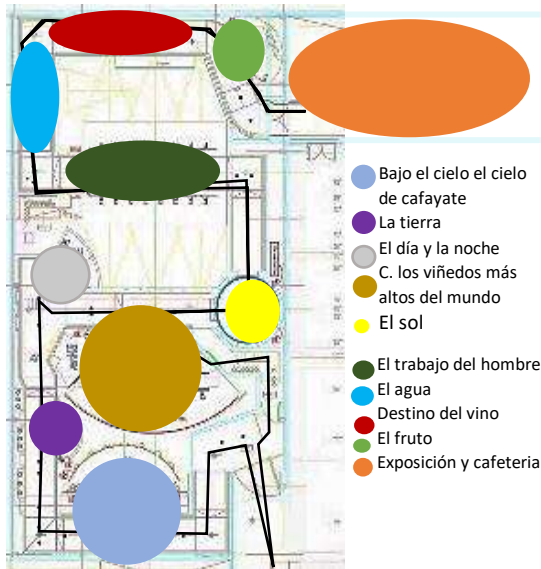 Bajo el cielo el cielo
de cafayate
La tierra
El día y la noche
C. los viñedos más
altos del mundo
El sol
El trabajo del hombre
El agua
Destino del vino
El fruto
Exposición y cafeteria